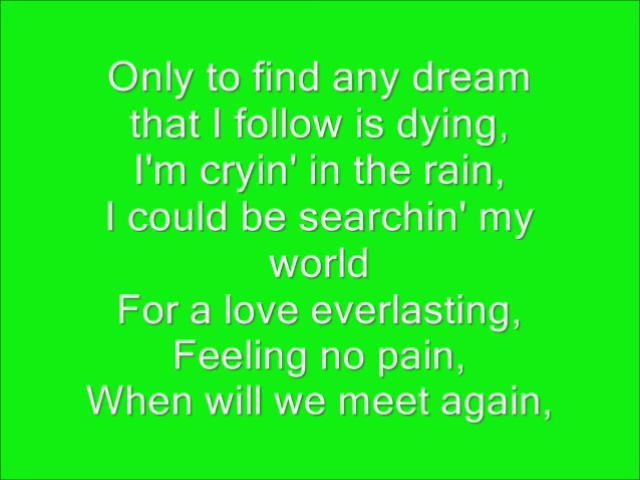 Only to find any dream
that I follow is dying,
I'm cryin' in the rain,
I could be searchin' my
world
For a love everlasting,
Feeling no pain,
When will we meet again,